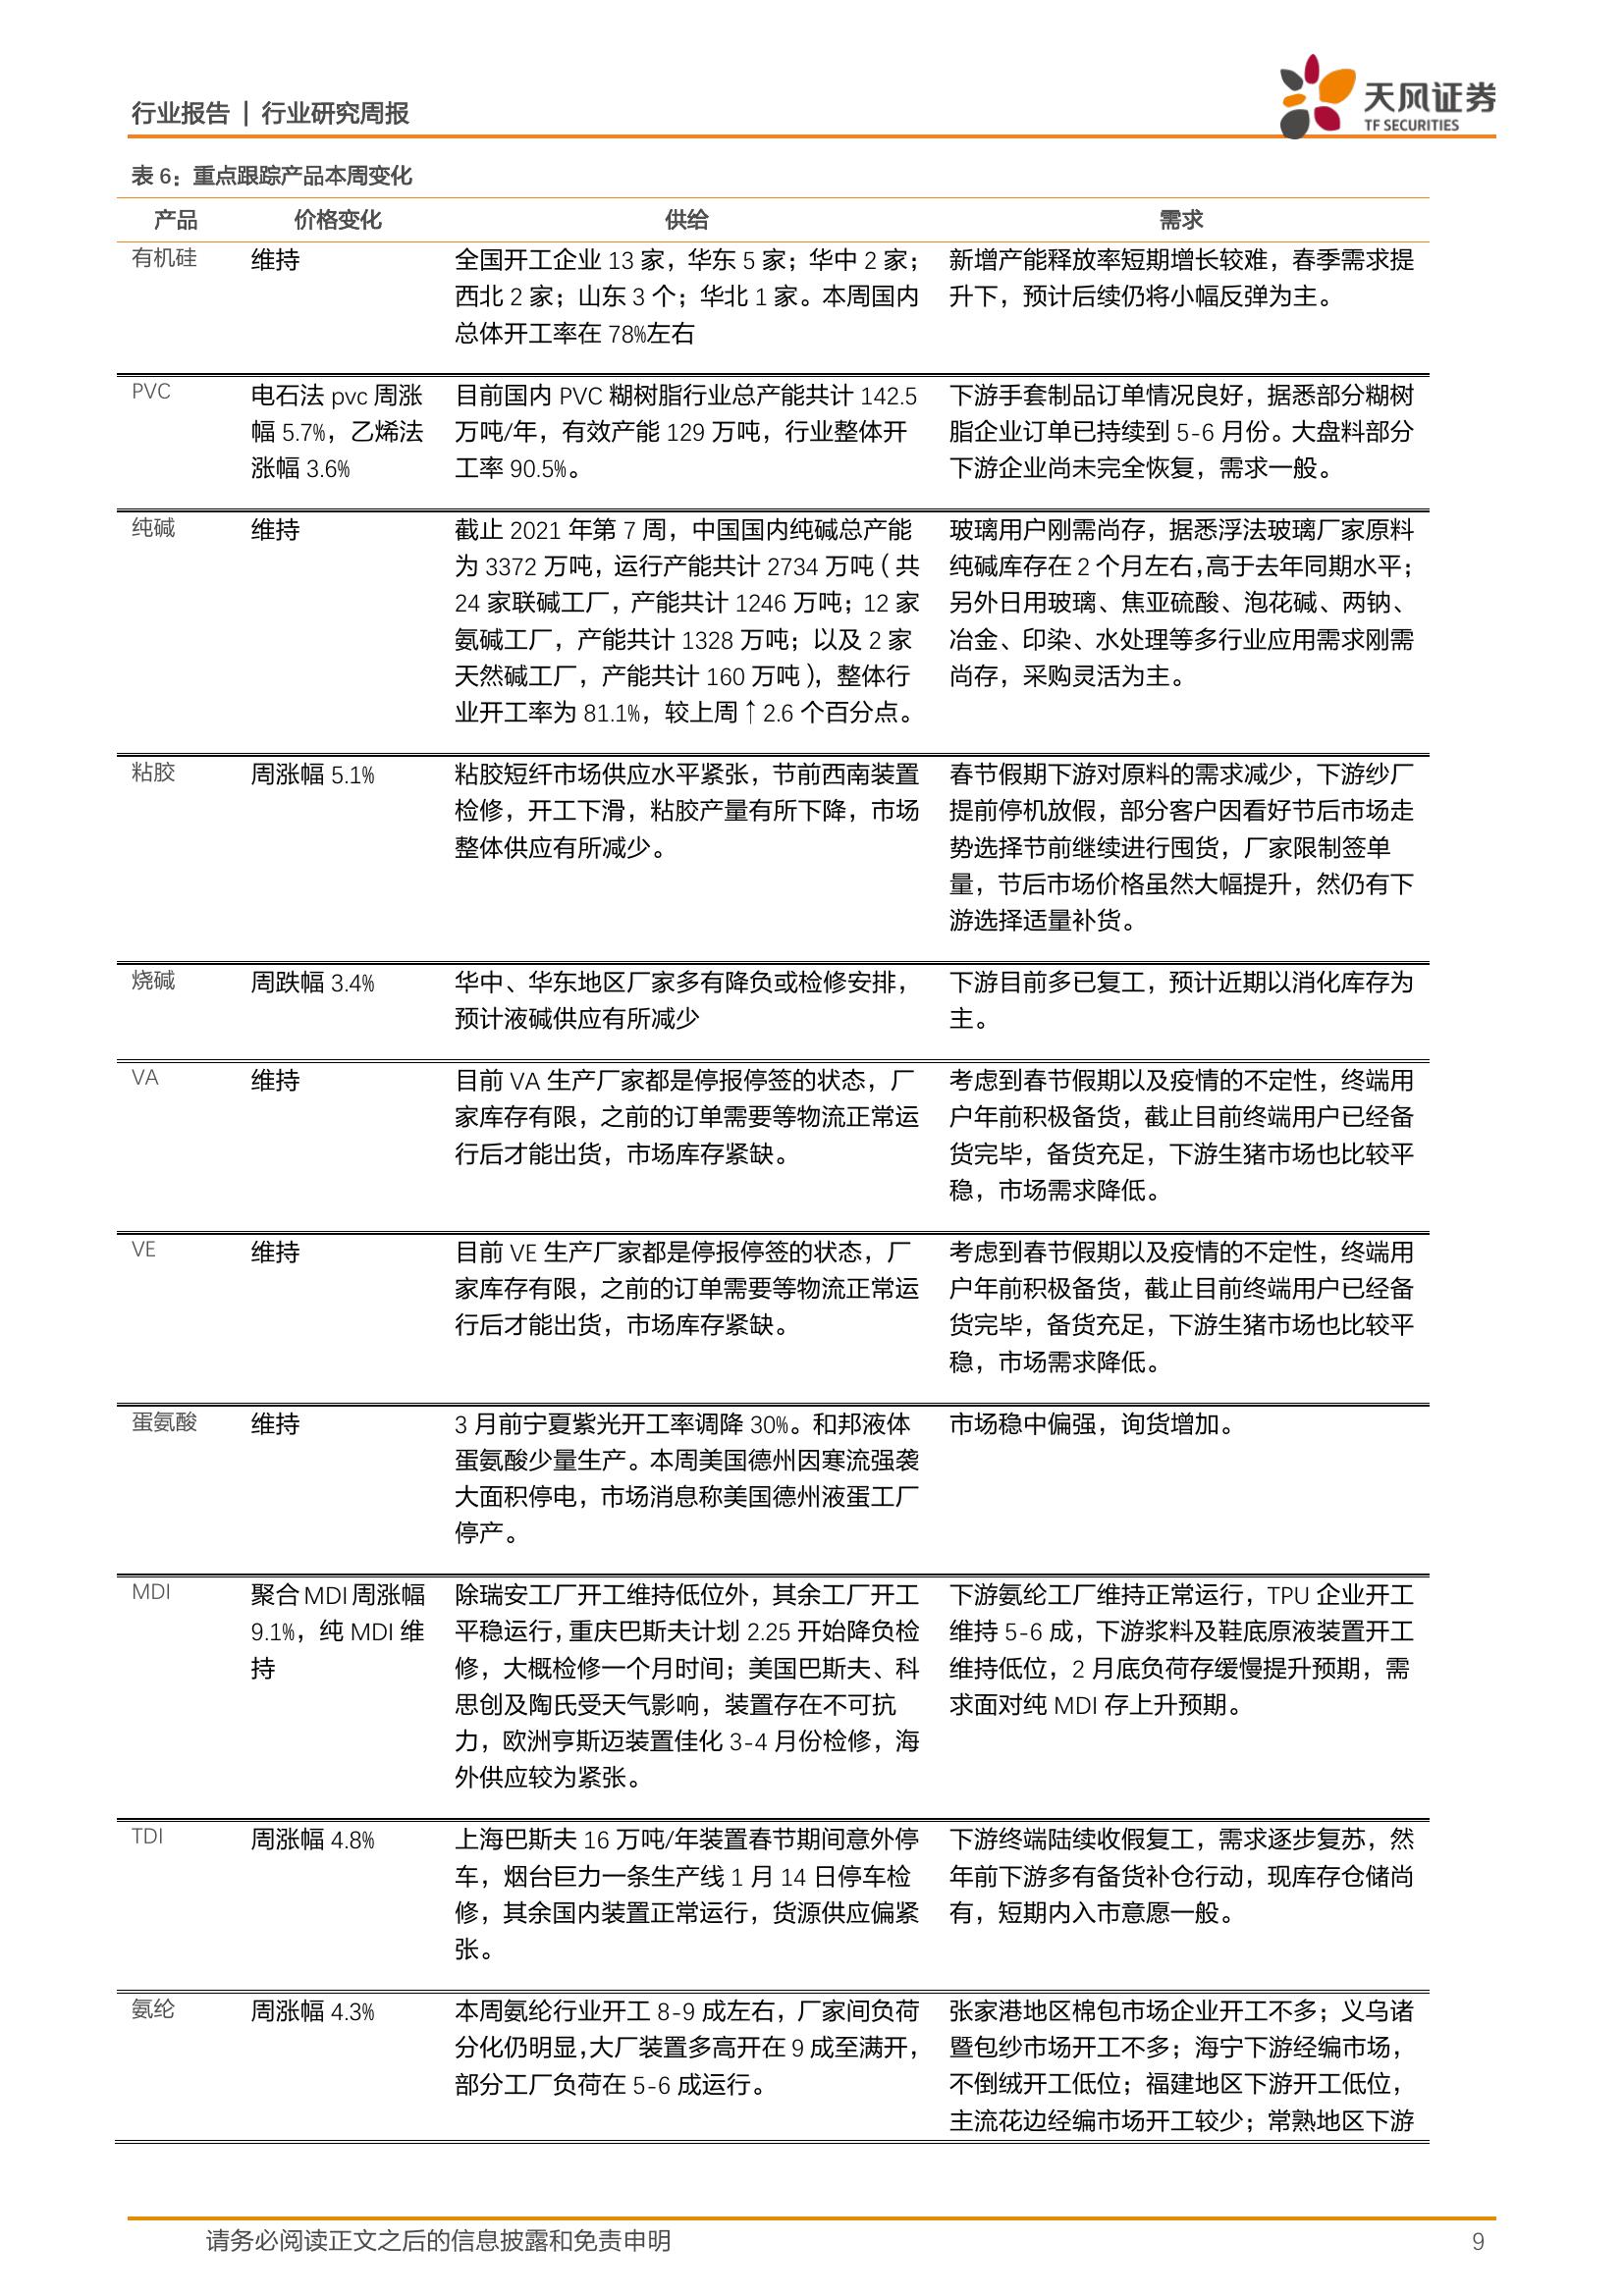 行业报告 | 行业研究周报
天风证券
TF SECURITIES
表 6：重点跟踪产品本周变化
产品 价格变化 供给 需求
有机硅
维持
全国开工企业 13 家，华东 5 家；华中 2 家；
西北 2 家；山东 3 个；华北 1 家。本周国内
总体开工率在 78%左右
新增产能释放率短期增长较难，春季需求提
升下，预计后续仍将小幅反弹为主。
PVC
电石法 pvc 周涨
幅 5.7%，乙烯法
涨幅 3.6%
目前国内 PVC 糊树脂行业总产能共计 142.5
万吨/年，有效产能 129 万吨，行业整体开
工率 90.5%。
下游手套制品订单情况良好，据悉部分糊树
脂企业订单已持续到 5-6 月份。大盘料部分
下游企业尚未完全恢复，需求一般。
纯碱
维持
截止 2021 年第 7 周，中国国内纯碱总产能
为 3372 万吨，运行产能共计 2734 万吨（共
24 家联碱工厂，产能共计 1246 万吨；12 家
氨碱工厂，产能共计 1328 万吨；以及 2 家
天然碱工厂，产能共计 160 万吨），整体行
业开工率为 81.1%，较上周↑2.6 个百分点。
玻璃用户刚需尚存，据悉浮法玻璃厂家原料
纯碱库存在 2 个月左右，高于去年同期水平；
另外日用玻璃、焦亚硫酸、泡花碱、两钠、
冶金、印染、水处理等多行业应用需求刚需
尚存，采购灵活为主。
粘胶
周涨幅 5.1%
粘胶短纤市场供应水平紧张，节前西南装置
检修，开工下滑，粘胶产量有所下降，市场
整体供应有所减少。
春节假期下游对原料的需求减少，下游纱厂
提前停机放假，部分客户因看好节后市场走
势选择节前继续进行囤货，厂家限制签单
量，节后市场价格虽然大幅提升，然仍有下
游选择适量补货。
烧碱
周跌幅 3.4%
华中、华东地区厂家多有降负或检修安排，
预计液碱供应有所减少
下游目前多已复工，预计近期以消化库存为
主。
VA
维持
目前 VA 生产厂家都是停报停签的状态，厂
家库存有限，之前的订单需要等物流正常运
行后才能出货，市场库存紧缺。
考虑到春节假期以及疫情的不定性，终端用
户年前积极备货，截止目前终端用户已经备
货完毕，备货充足，下游生猪市场也比较平
稳，市场需求降低。
VE
维持
目前 VE 生产厂家都是停报停签的状态，厂
家库存有限，之前的订单需要等物流正常运
行后才能出货，市场库存紧缺。
考虑到春节假期以及疫情的不定性，终端用
户年前积极备货，截止目前终端用户已经备
货完毕，备货充足，下游生猪市场也比较平
稳，市场需求降低。
蛋氨酸
维持
3 月前宁夏紫光开工率调降 30%。和邦液体
蛋氨酸少量生产。本周美国德州因寒流强袭
大面积停电，市场消息称美国德州液蛋工厂
停产。
市场稳中偏强，询货增加。
MDI
聚合 MDI 周涨幅
9.1%，纯 MDI 维
持
除瑞安工厂开工维持低位外，其余工厂开工
平稳运行，重庆巴斯夫计划 2.25 开始降负检
修，大概检修一个月时间；美国巴斯夫、科
思创及陶氏受天气影响，装置存在不可抗
力，欧洲亨斯迈装置佳化 3-4 月份检修，海
外供应较为紧张。
下游氨纶工厂维持正常运行，TPU 企业开工
维持 5-6 成，下游浆料及鞋底原液装置开工
维持低位，2 月底负荷存缓慢提升预期，需
求面对纯 MDI 存上升预期。
TDI
周涨幅 4.8%
上海巴斯夫 16 万吨/年装置春节期间意外停
车，烟台巨力一条生产线 1 月 14 日停车检
修，其余国内装置正常运行，货源供应偏紧
张。
下游终端陆续收假复工，需求逐步复苏，然
年前下游多有备货补仓行动，现库存仓储尚
有，短期内入市意愿一般。
氨纶
周涨幅 4.3%
本周氨纶行业开工 8-9 成左右，厂家间负荷
分化仍明显，大厂装置多高开在 9 成至满开，
部分工厂负荷在 5-6 成运行。
张家港地区棉包市场企业开工不多；义乌诸
暨包纱市场开工不多；海宁下游经编市场，
不倒绒开工低位；福建地区下游开工低位，
主流花边经编市场开工较少；常熟地区下游
请务必阅读正文之后的信息披露和免责申明 9